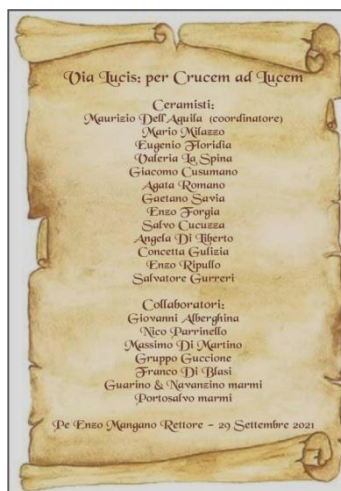 Via Lucis: per Crucem ad Lucem
Ceramisti:
Maurizio Dell'Aquila (coordinatore)
Mario Milazzo
Eugenio Floridia
Valeria La Spina
Giacomo Cusumano
Agata Romano
Gaetano Savia
Enzo Forgia
Salvo Cucuzza
Angela Di Liberto
Concetta Gulizia
Enzo Ripullo
Salvatore Gurreri
Collaboratori:
Giovanni Alberghina
Nico Parrinello
Massimo Di Martino
Gruppo Guccione
Franco Di Blasi
Guarino & Navanzino marmi
Portosalvo marmi
Pe Enzo Mangano Rettore - 29 Settembre 2021